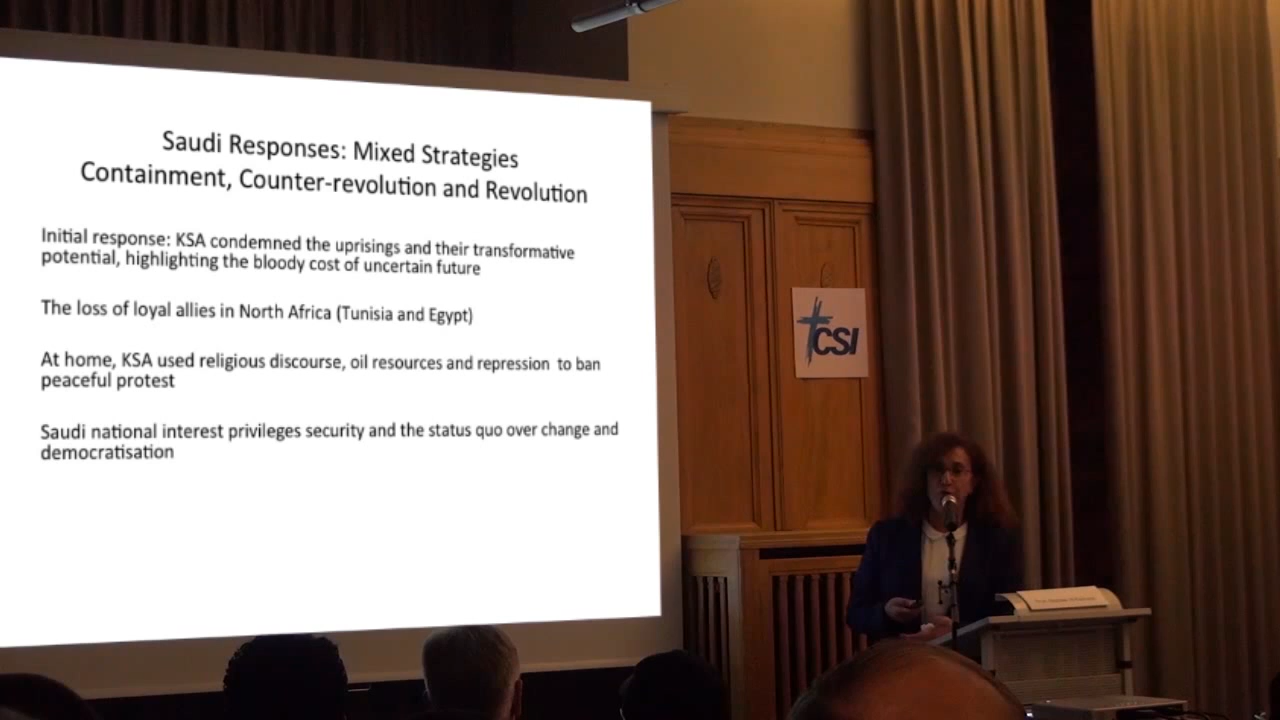 Saudi Responses: Mixed Strategies
Containment, Counter-revolution and Revolution
Initial response: KSA condemned the uprisings and their transformative
potential, highlighting the bloody cost of uncertain future
The loss of loyal allies in North Africa (Tunisia and Egypt)
At home, KSA used religious discourse, oil resources and repression to ban
peaceful protest
Saudi national interest privileges security and the status quo over change and
democratisation
CSI